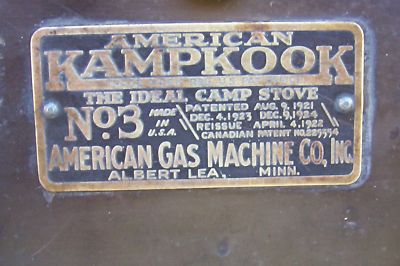 AMERICAN
KAMPKOOK
THE IDEAL CAMP STOVE
No.3 MADE IN U.S.A.
PATENTED AUG. 9, 1921
DEC. 4, 1923 DEC. 9, 1924
REISSUE APRIL 4, 1922
CANADIAN PATENT NO. 225554
AMERICAN GAS MACHINE CO., INC.
ALBERT LEA, MINN.